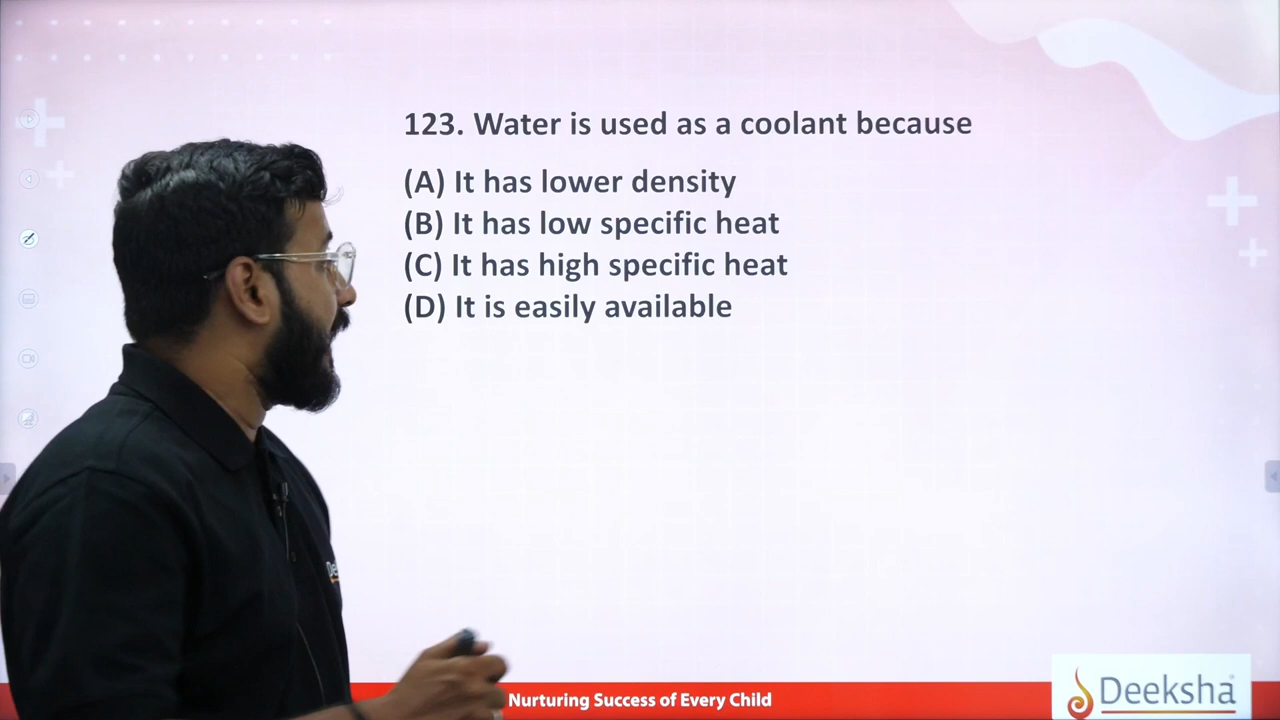 123. Water is used as a coolant because
(A) It has lower density
(B) It has low specific heat
(C) It has high specific heat
(D) It is easily available
Nurturing Success of Every Child
Deeksha